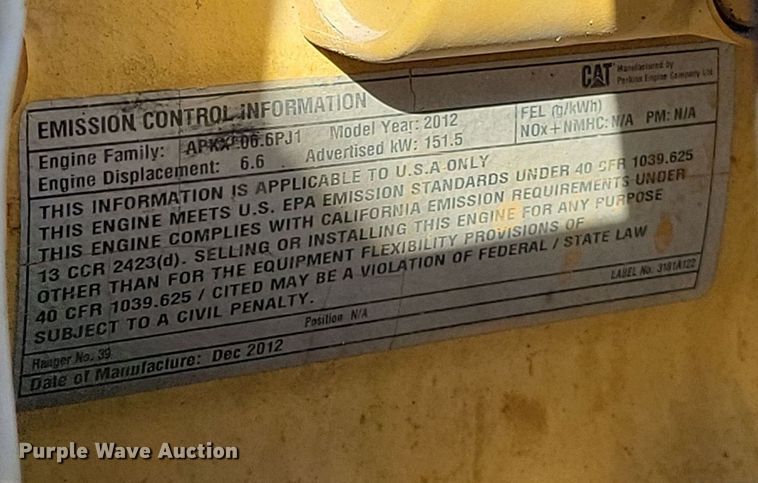 CAT Manufactured by
Perkins Engine Company Ltd
EMISSION CONTROL INFORMATION
Engine Family: APKXL06.6PJ1 Model Year: 2012 FEL (g/kWh)
Engine Displacement: 6.6 Advertised kW: 151.5 NOx+NMHC: N/A PM: N/A
THIS INFORMATION IS APPLICABLE TO U.S.A ONLY
THIS ENGINE MEETS U.S. EPA EMISSION STANDARDS UNDER 40 CFR 1039.625
THIS ENGINE COMPLIES WITH CALIFORNIA EMISSION REQUIREMENTS UNDER
13 CCR 2423(d). SELLING OR INSTALLING THIS ENGINE FOR ANY PURPOSE
OTHER THAN FOR THE EQUIPMENT FLEXIBILITY PROVISIONS OF
40 CFR 1039.625 / CITED MAY BE A VIOLATION OF FEDERAL / STATE LAW
SUBJECT TO A CIVIL PENALTY.
LABEL No. 3181A122
Ranger No. 39 Position N/A
Date of Manufacture: Dec 2012
Purple Wave Auction